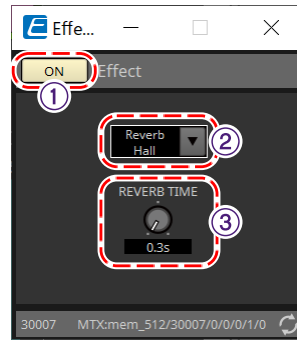 Effe...
ON Effect
①
Reverb
Hall
②
REVERB TIME
③
0.3s
30007 MTX:mem_512/30007/0/0/0/1/0